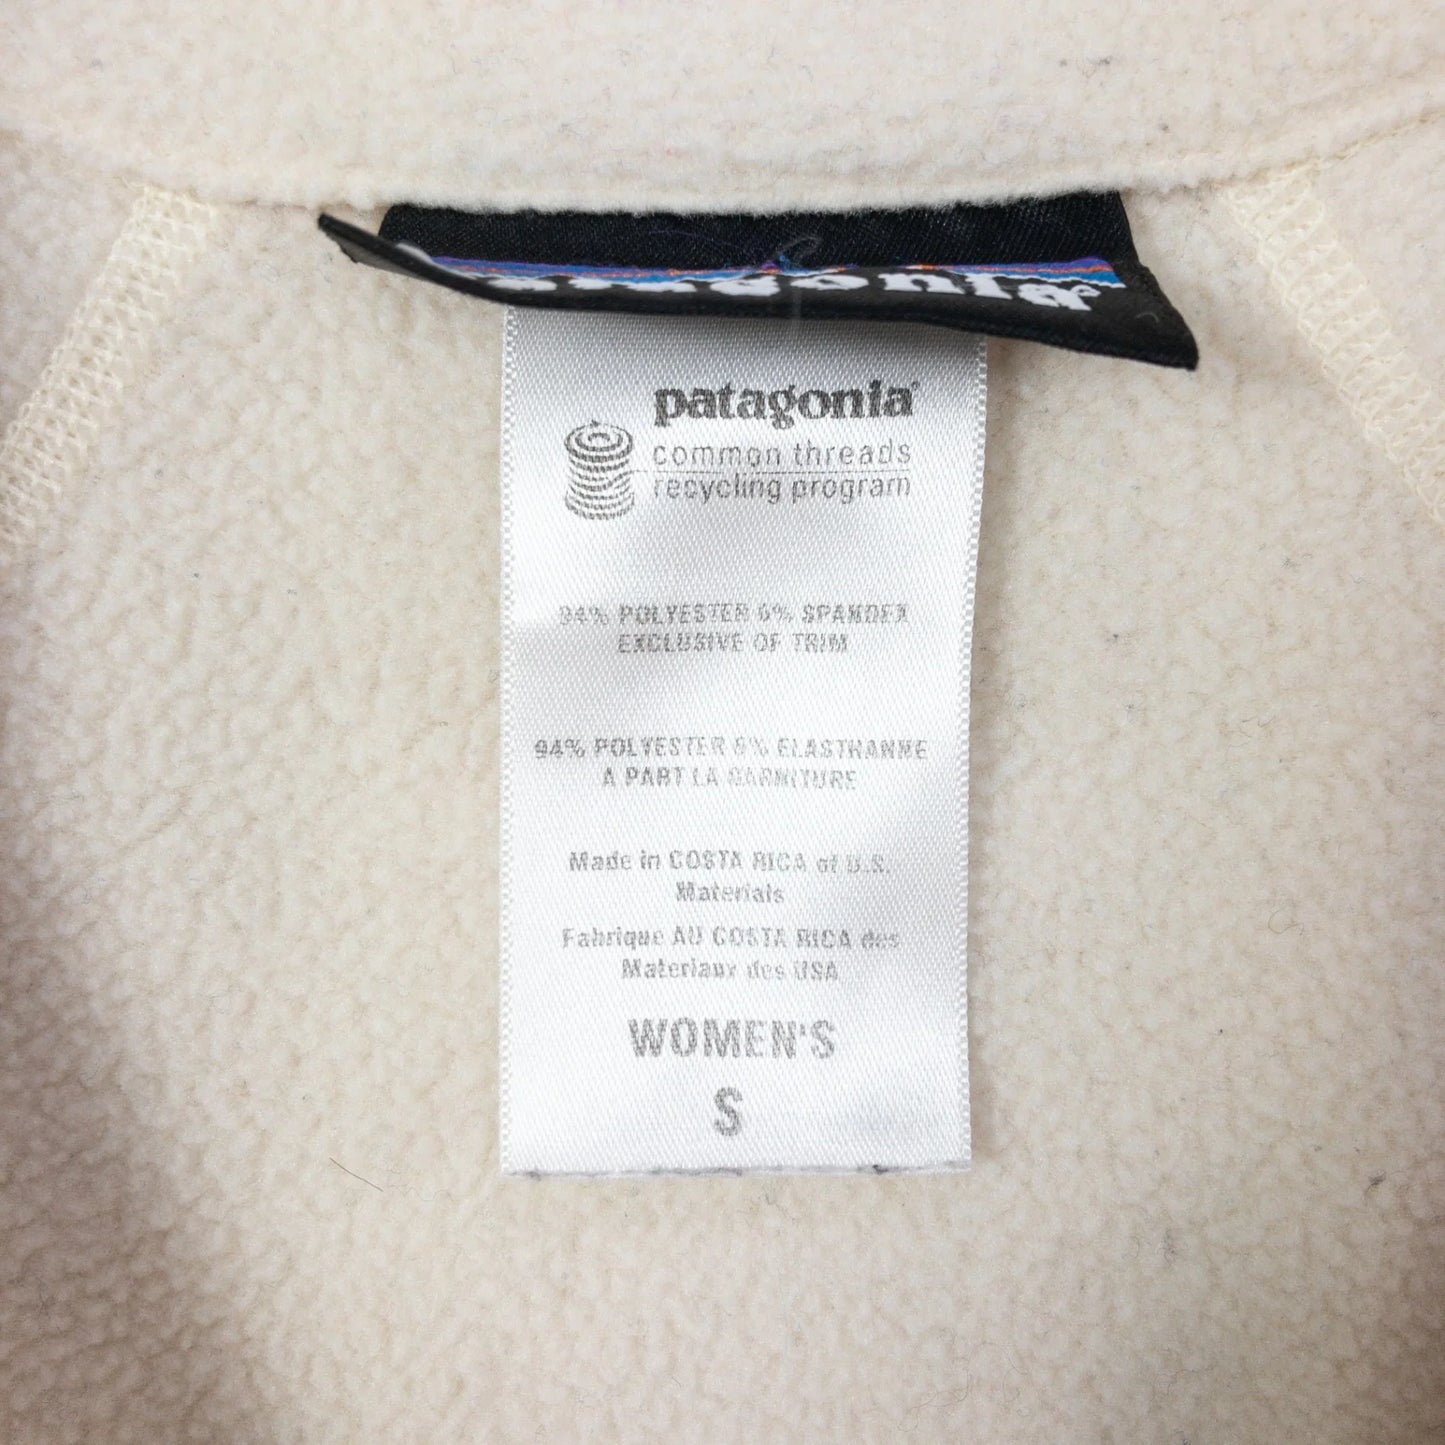 patagonia®
patagonia®
common threads
recycling program
94% POLYESTER 6% SPANDEX
EXCLUSIVE OF TRIM
94% POLYESTER 6% ELASTHANNE
A PART LA GARNITURE
Made in COSTA RICA of U.S.
Materials
Fabrique AU COSTA RICA des
Materiaux des USA
WOMEN'S
S